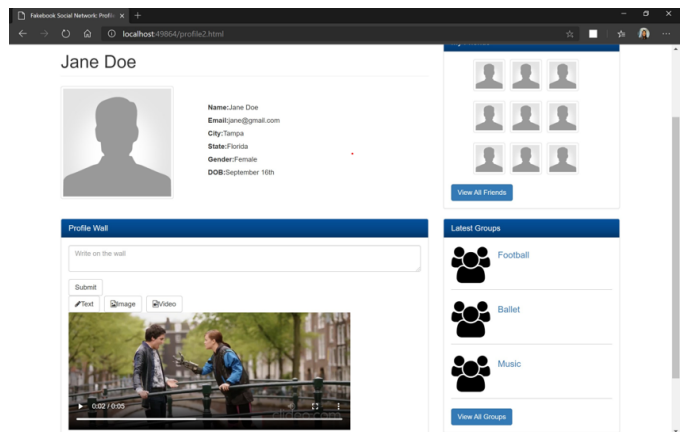 Fakebook Social Network: Profil
localhost:49864/profile2.html
Jane Doe
Name:Jane Doe
Email:jane@gmail.com
City:Tampa
State:Florida
Gender:Female
DOB:September 16th
View All Friends
Profile Wall
Write on the wall
Submit
Text
Image
Video
0:02 / 0:05
Latest Groups
Football
Ballet
Music
View All Groups